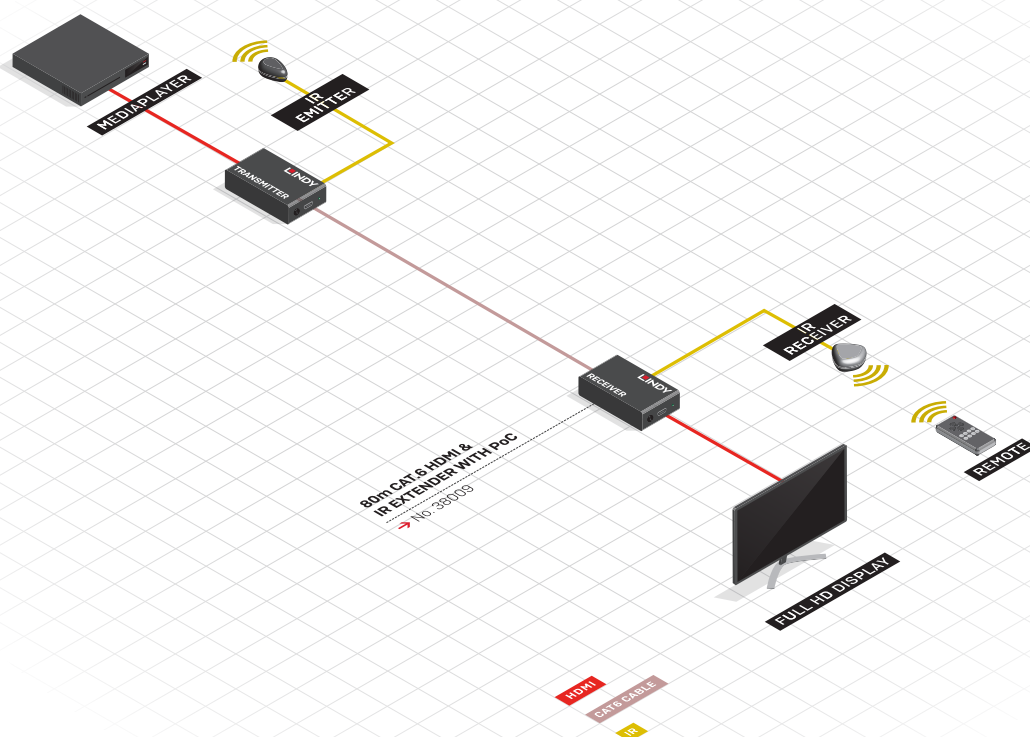 MEDIAPLAYER
IR
EMITTER
TRANSMITTER
LINDY
IR
RECEIVER
RECEIVER
LINDY
80m CAT.6 HDMI &
IR EXTENDER WITH PoC
No. 38009
REMOTE
FULL HD DISPLAY
HDMI
CAT6 CABLE
IR